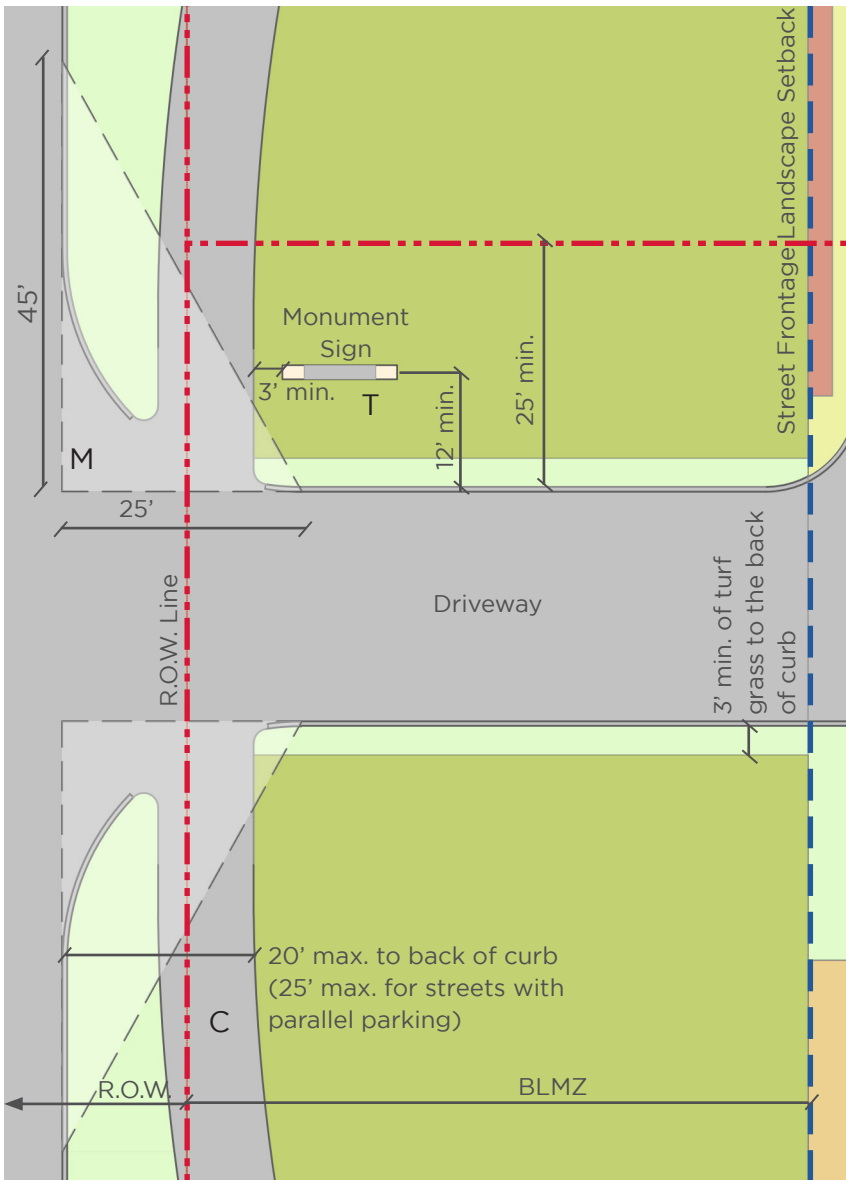 Street Frontage Landscape Setback
45’
Monument
Sign
3’ min.
T
12’ min.
25’ min.
M
25’
R.O.W. Line
Driveway
3’ min. of turf
grass to the back
of curb
20’ max. to back of curb
(25’ max. for streets with
parallel parking)
C
R.O.W.
BLMZ